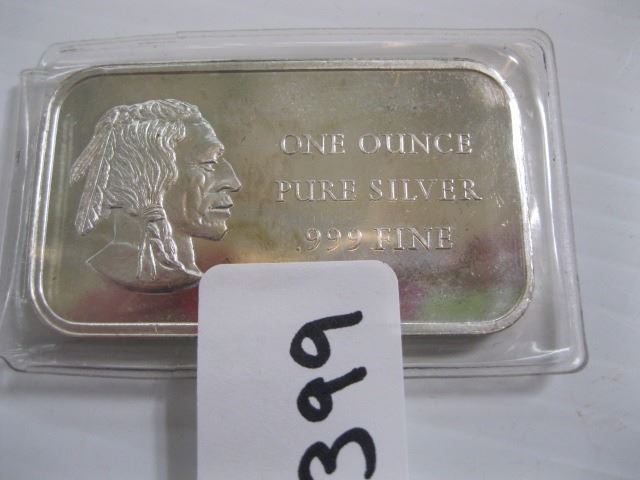 ONE OUNCE
PURE SILVER
.999 FINE
399